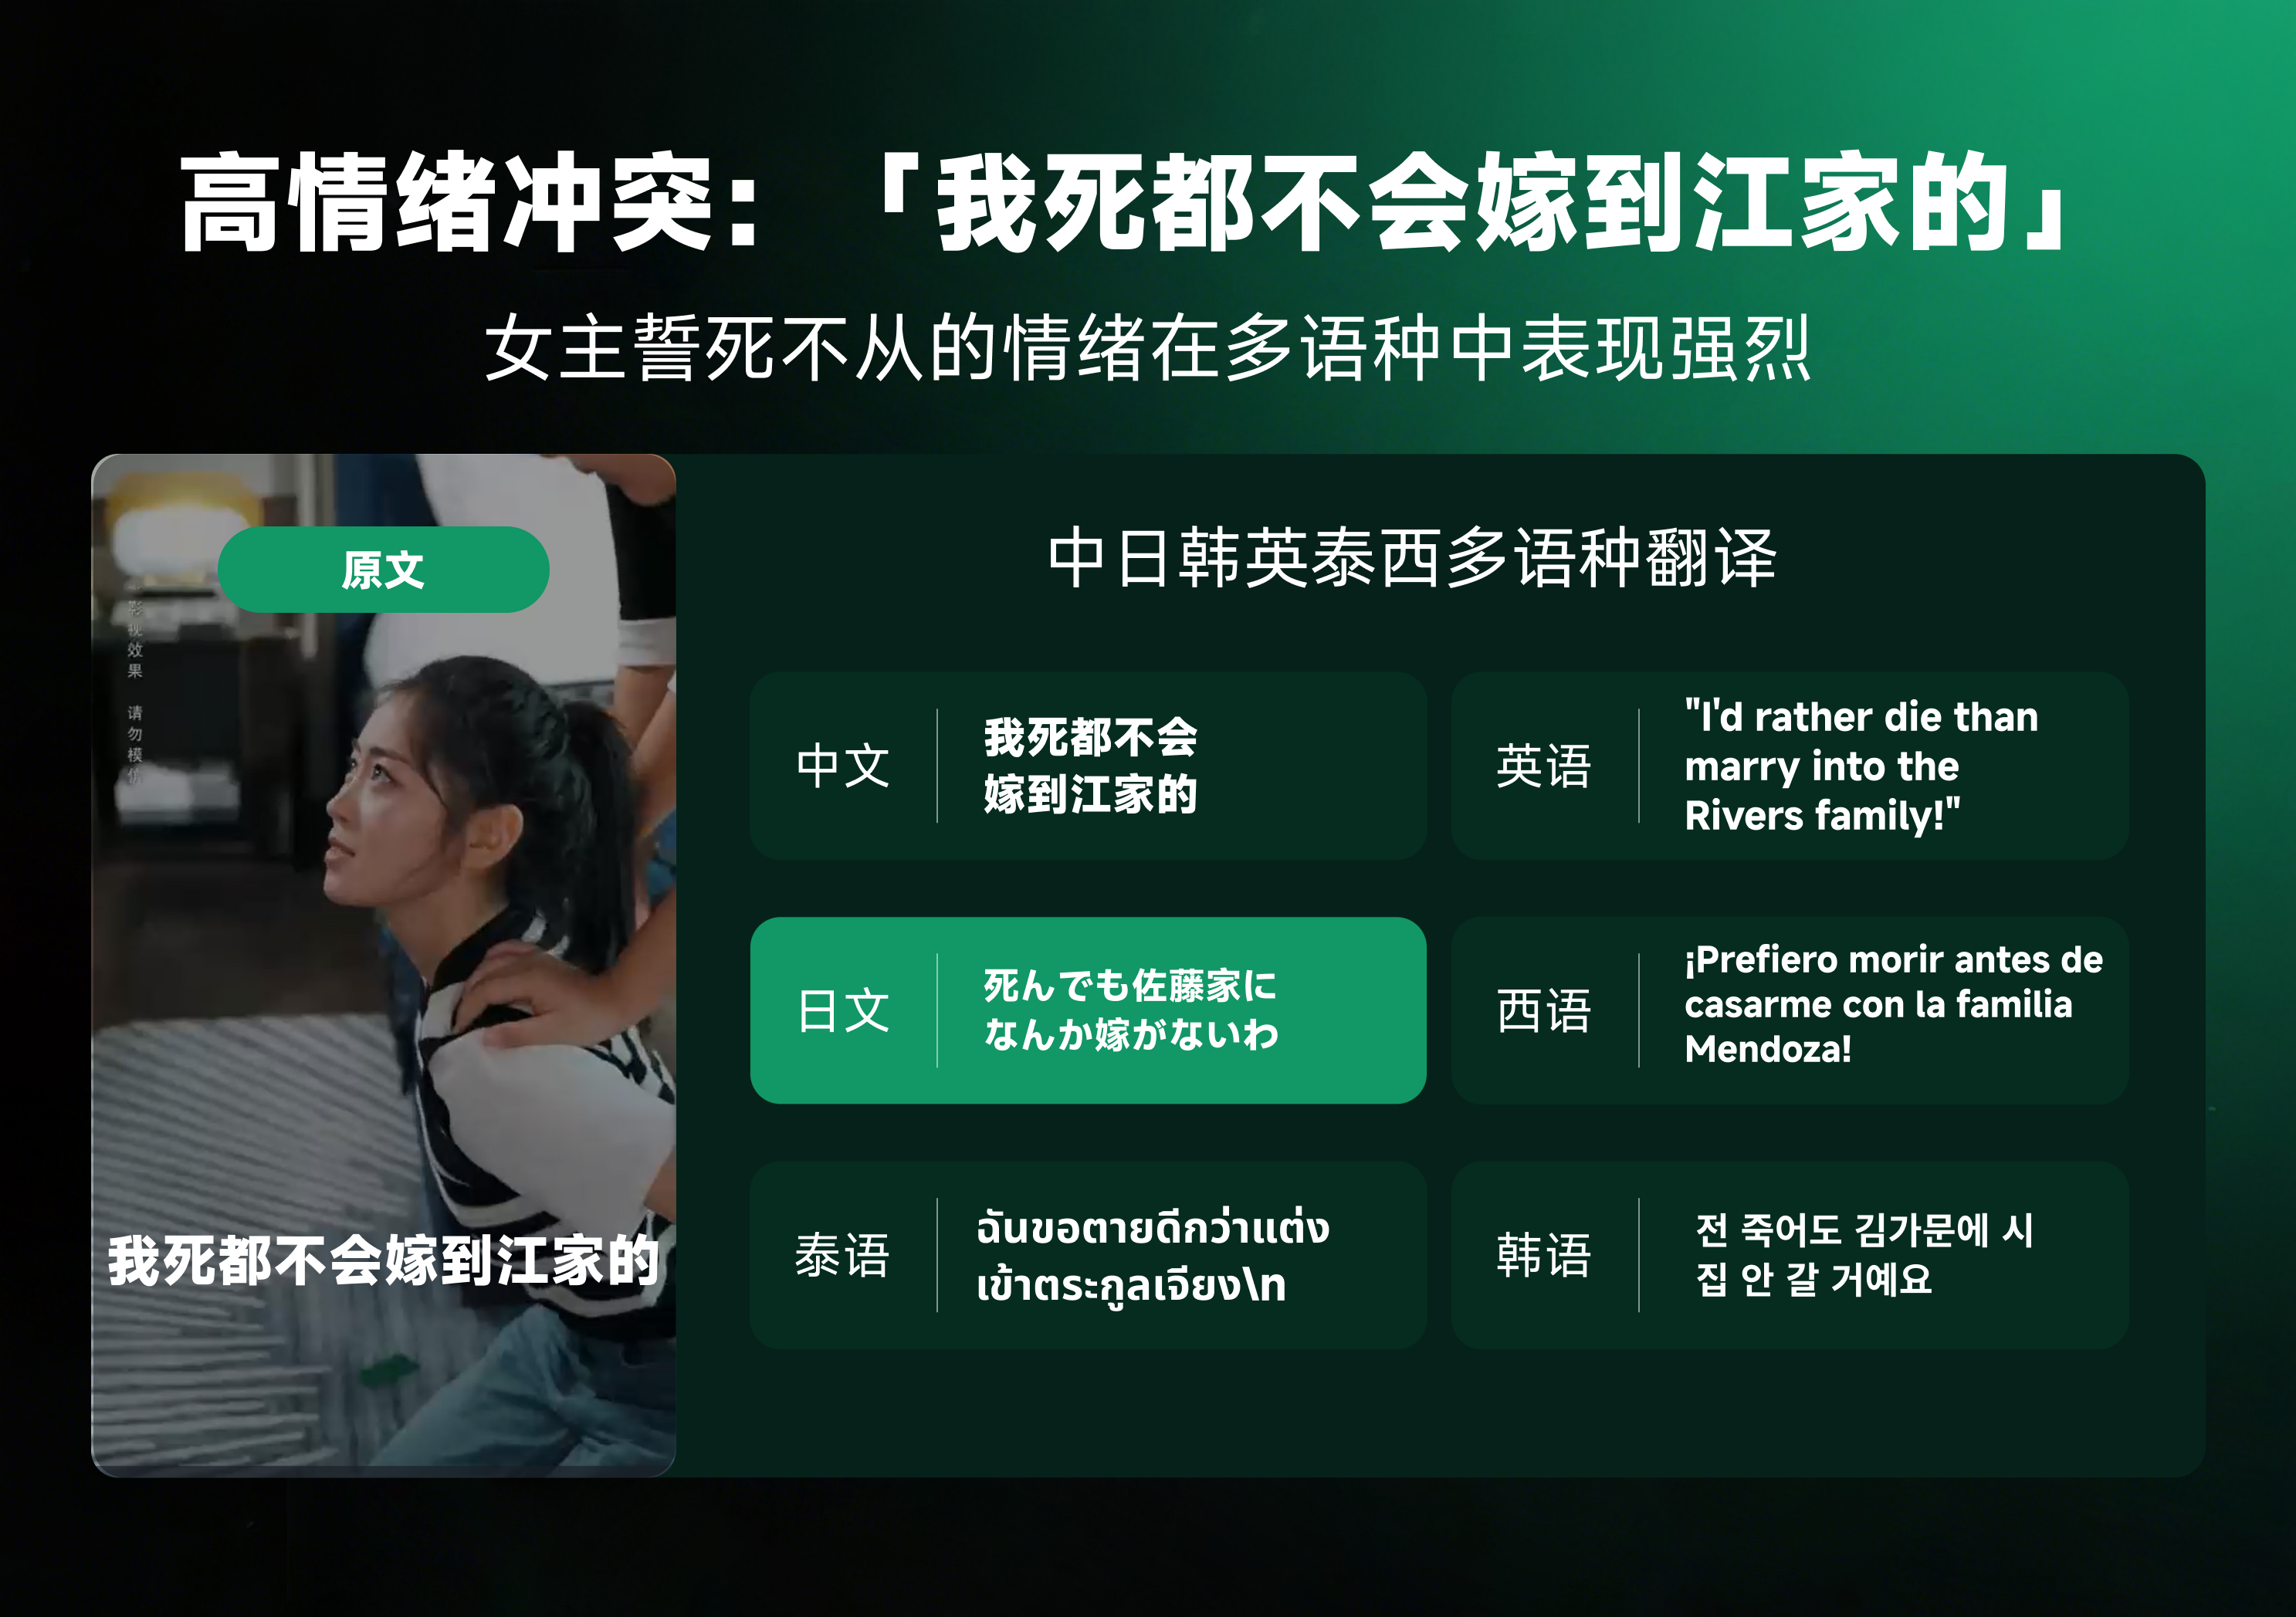 高情绪冲突：「我死都不会嫁到江家的」
女主誓死不从的情绪在多语种中表现强烈
原文
影视效果 请勿模仿
我死都不会嫁到江家的
中日韩英泰西多语种翻译
中文
我死都不会
嫁到江家的
英语
"I'd rather die than
marry into the
Rivers family!"
日文
死んでも佐藤家に
なんか嫁がないわ
西语
¡Prefiero morir antes de
casarme con la familia
Mendoza!
泰语
ฉันขอตายดีกว่าแต่ง
เข้าตระกูลเจียง\n
韩语
전 죽어도 김가문에 시
집 안 갈 거예요